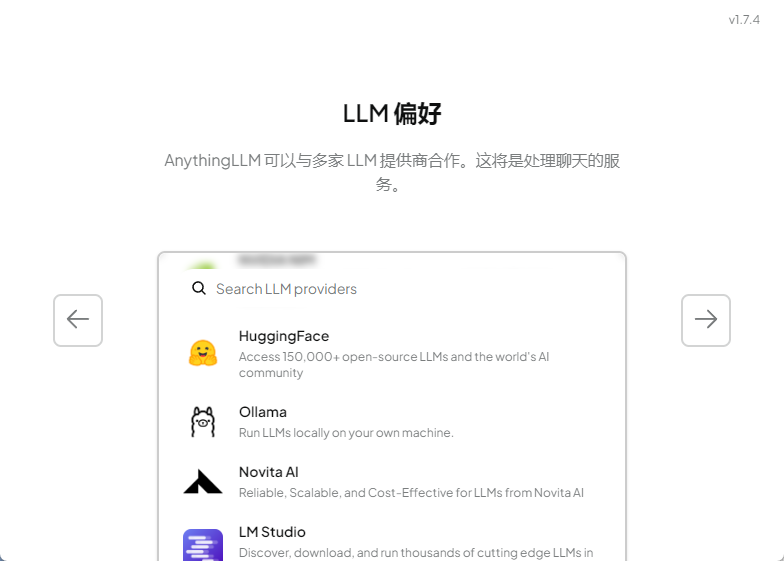 v1.7.4
LLM 偏好
AnythingLLM 可以与多家 LLM 提供商合作。这将是处理聊天的服
务。
Search LLM providers
HuggingFace
Access 150,000+ open-source LLMs and the world's AI
community
Ollama
Run LLMs locally on your own machine.
Novita AI
Reliable, Scalable, and Cost-Effective for LLMs from Novita AI
LM Studio
Discover, download, and run thousands of cutting edge LLMs in